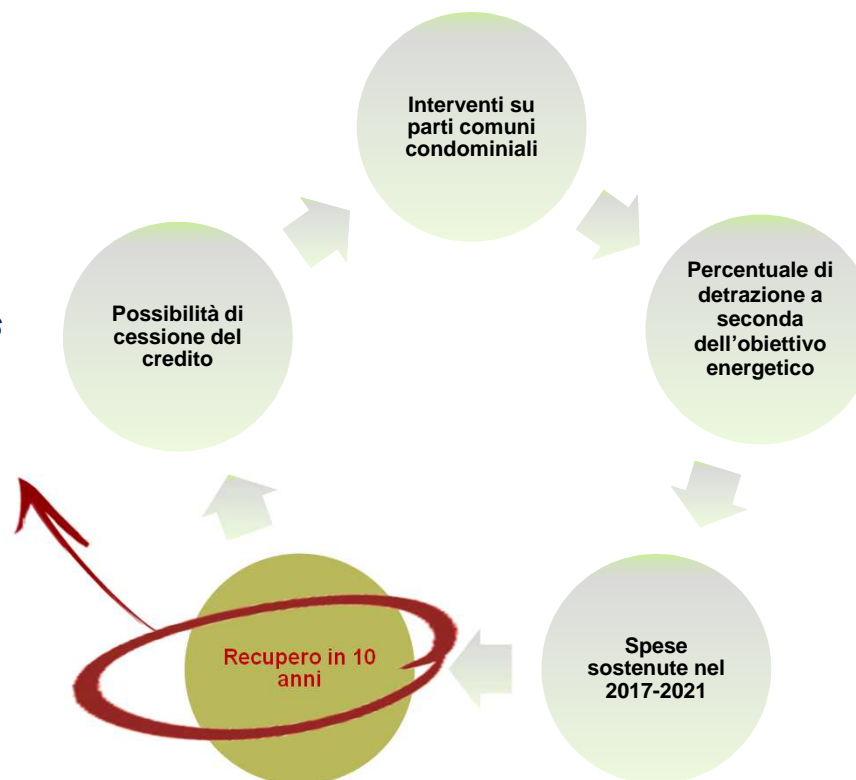 Interventi su
parti comuni
condominiali
Percentuale di
detrazione a
seconda
dell'obiettivo
energetico
Spese
sostenute nel
2017-2021
Recupero in 10
anni
Possibilità di
cessione del
credito